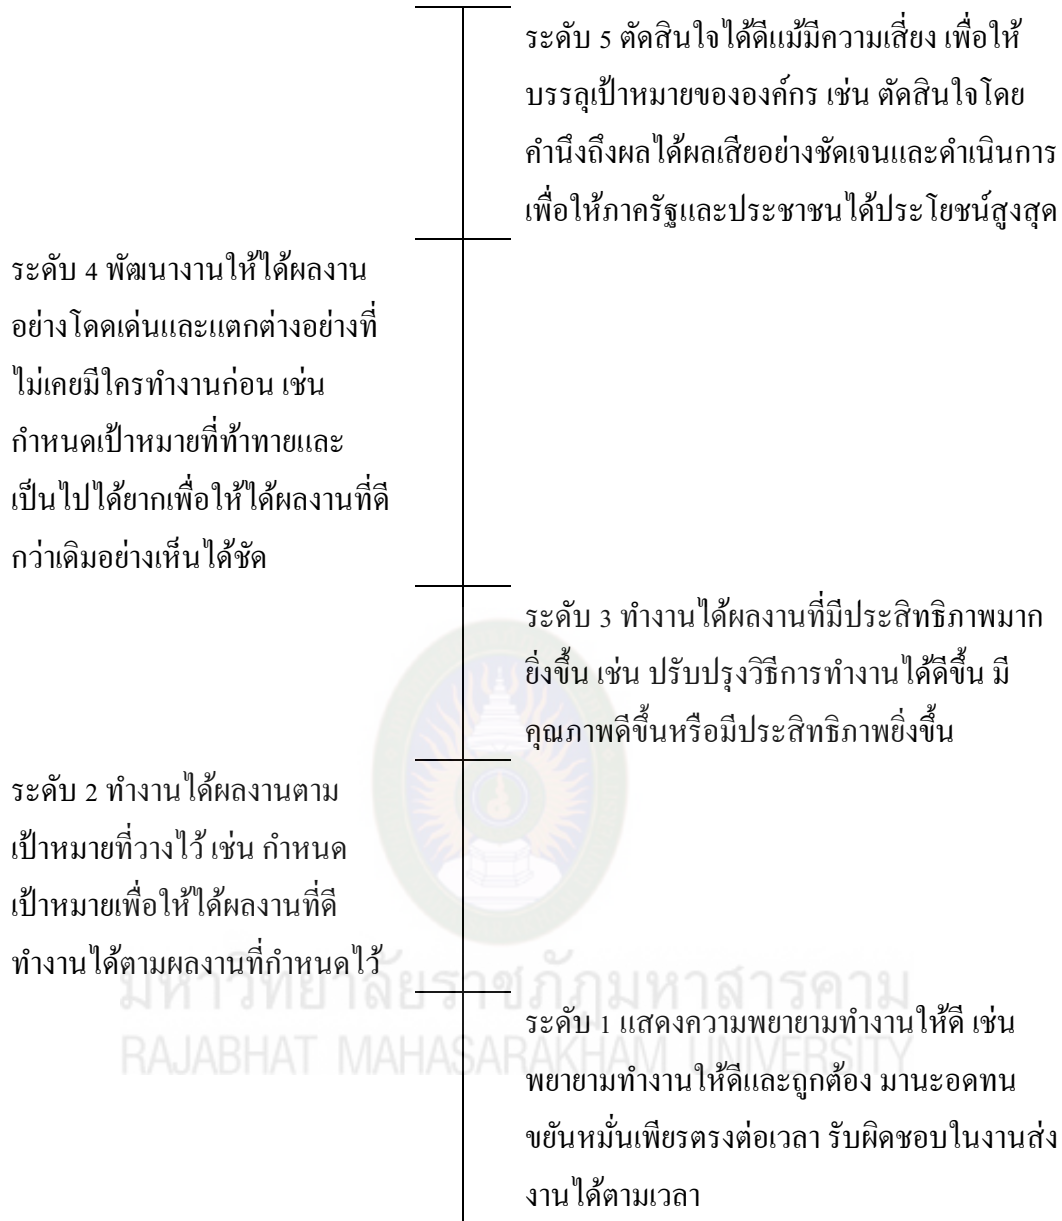 ระดับ 5 ตัดสินใจได้ดีแม้มีความเสี่ยง เพื่อให้
บรรลุเป้าหมายขององค์กร เช่น ตัดสินใจโดย
คำนึงถึงผลได้ผลเสียอย่างชัดเจนและดำเนินการ
เพื่อให้ภาครัฐและประชาชนได้ประโยชน์สูงสุด
ระดับ 4 พัฒนางานให้ได้ผลงาน
อย่างโดดเด่นและแตกต่างอย่างที่
ไม่เคยมีใครทำงานก่อน เช่น
กำหนดเป้าหมายที่ท้าทายและ
เป็นไปได้ยากเพื่อให้ได้ผลงานที่ดี
กว่าเดิมอย่างเห็นได้ชัด
ระดับ 3 ทำงานได้ผลงานที่มีประสิทธิภาพมาก
ยิ่งขึ้น เช่น ปรับปรุงวิธีการทำงานได้ดีขึ้น มี
คุณภาพดีขึ้นหรือมีประสิทธิภาพยิ่งขึ้น
ระดับ 2 ทำงานได้ผลงานตาม
เป้าหมายที่วางไว้ เช่น กำหนด
เป้าหมายเพื่อให้ได้ผลงานที่ดี
ทำงานได้ตามผลงานที่กำหนดไว้
มหาวิทยาลัยราชภัฏมหาสารคาม
RAJABHAT MAHASARAKHAM UNIVERSITY
ระดับ 1 แสดงความพยายามทำงานให้ดี เช่น
พยายามทำงานให้ดีและถูกต้อง มานะอดทน
ขยันหมั่นเพียรตรงต่อเวลา รับผิดชอบในงานส่ง
งานได้ตามเวลา